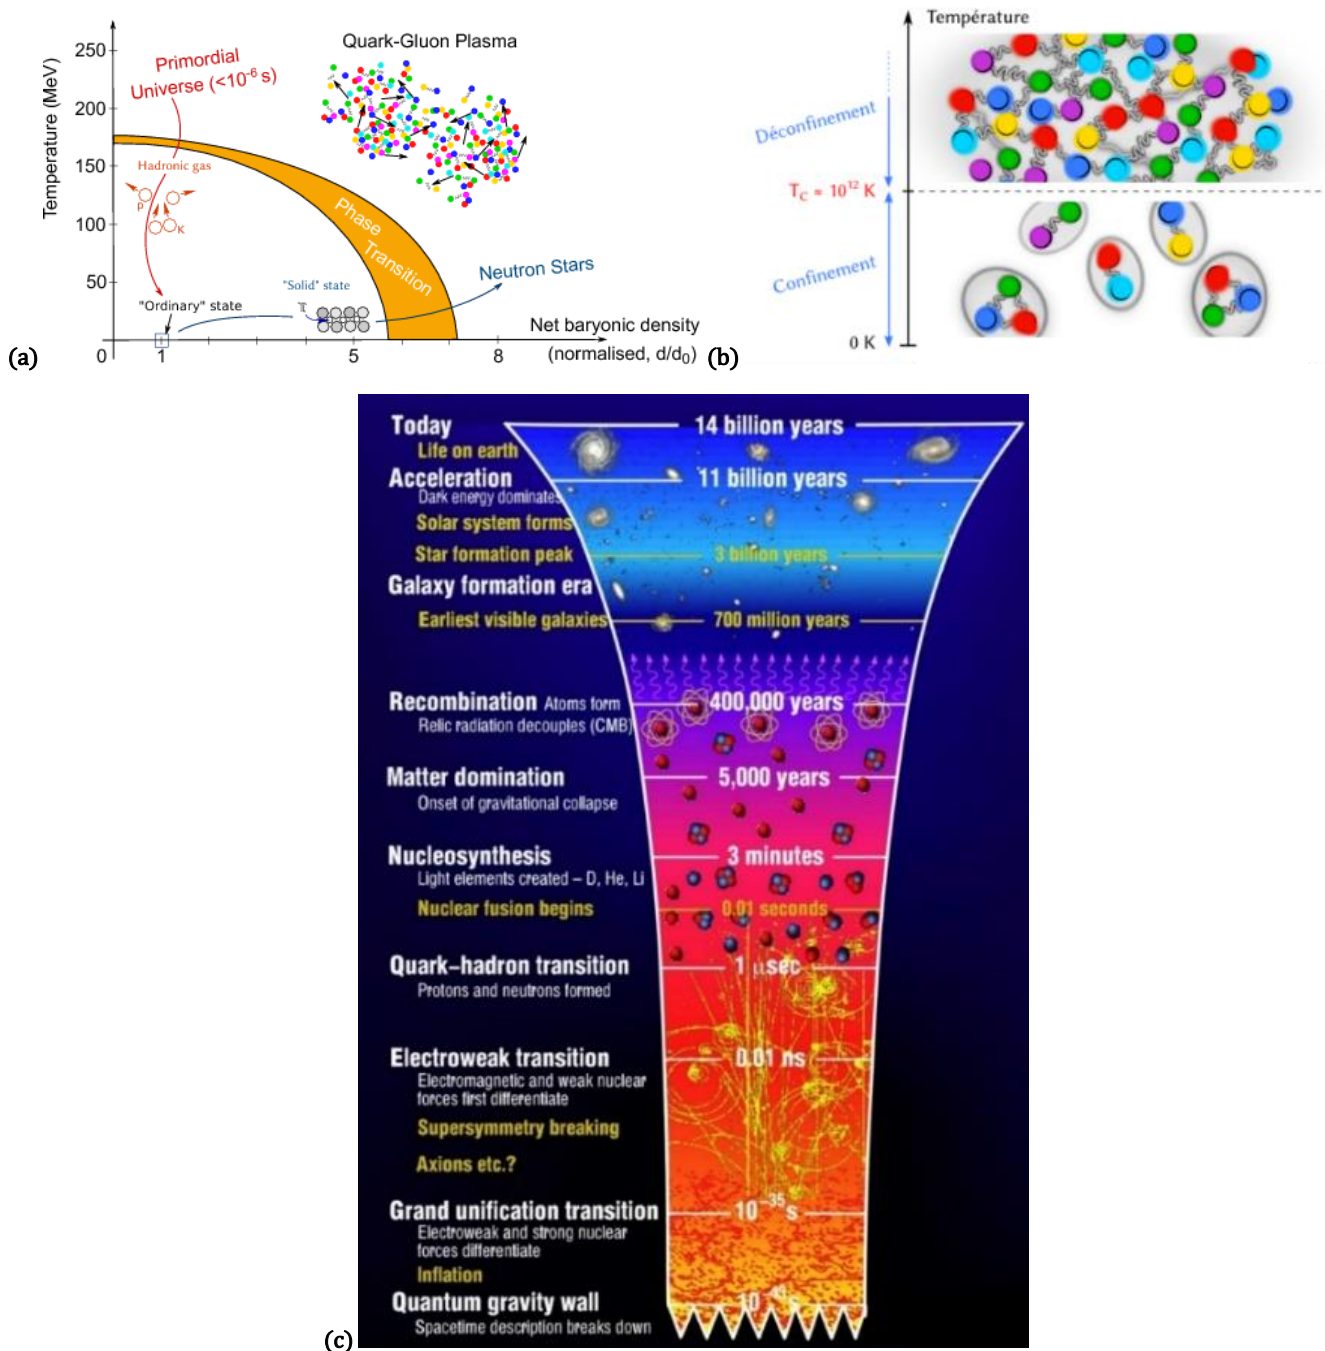 Quark-Gluon Plasma
Temperature (MeV)
250
200
150
100
50
0
1
5
8
Primordial
Universe (<10⁻⁶ s)
Hadronic gas
P
K
Phase
Transition
"Solid" state
Neutron Stars
"Ordinary" state
Net baryonic density
(normalised, d/d₀)
(a)
Température
Déconfinement
T_C ≈ 10¹² K
Confinement
0 K
(b)
Today
14 billion years
Life on earth
Acceleration
11 billion years
Dark energy dominates
Solar system forms
Star formation peak
3 billion years
Galaxy formation era
Earliest visible galaxies
700 million years
Recombination Atoms form
400,000 years
Relic radiation decouples (CMB)
Matter domination
5,000 years
Onset of gravitational collapse
Nucleosynthesis
3 minutes
Light elements created – D, He, Li
Nuclear fusion begins
0.01 seconds
Quark–hadron transition
1 μsec
Protons and neutrons formed
Electroweak transition
0.01 ns
Electromagnetic and weak nuclear
forces first differentiate
Supersymmetry breaking
Axions etc.?
Grand unification transition
10⁻³⁵s
Electroweak and strong nuclear
forces differentiate
Inflation
Quantum gravity wall
10⁻⁴³s
Spacetime description breaks down
(c)